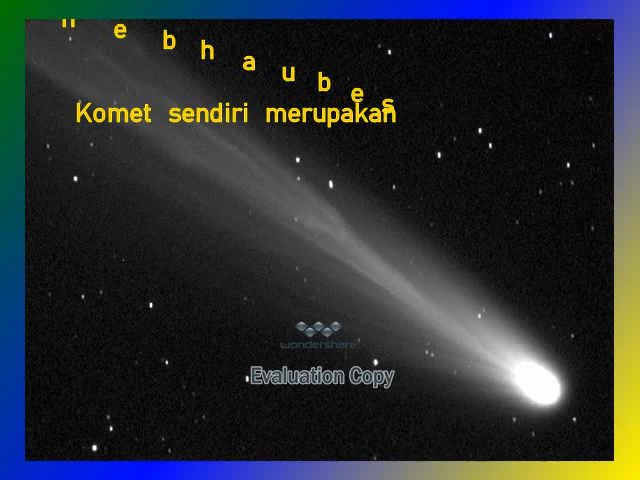 n e b h a u b e s
Komet sendiri merupakan
wondershare
Evaluation Copy